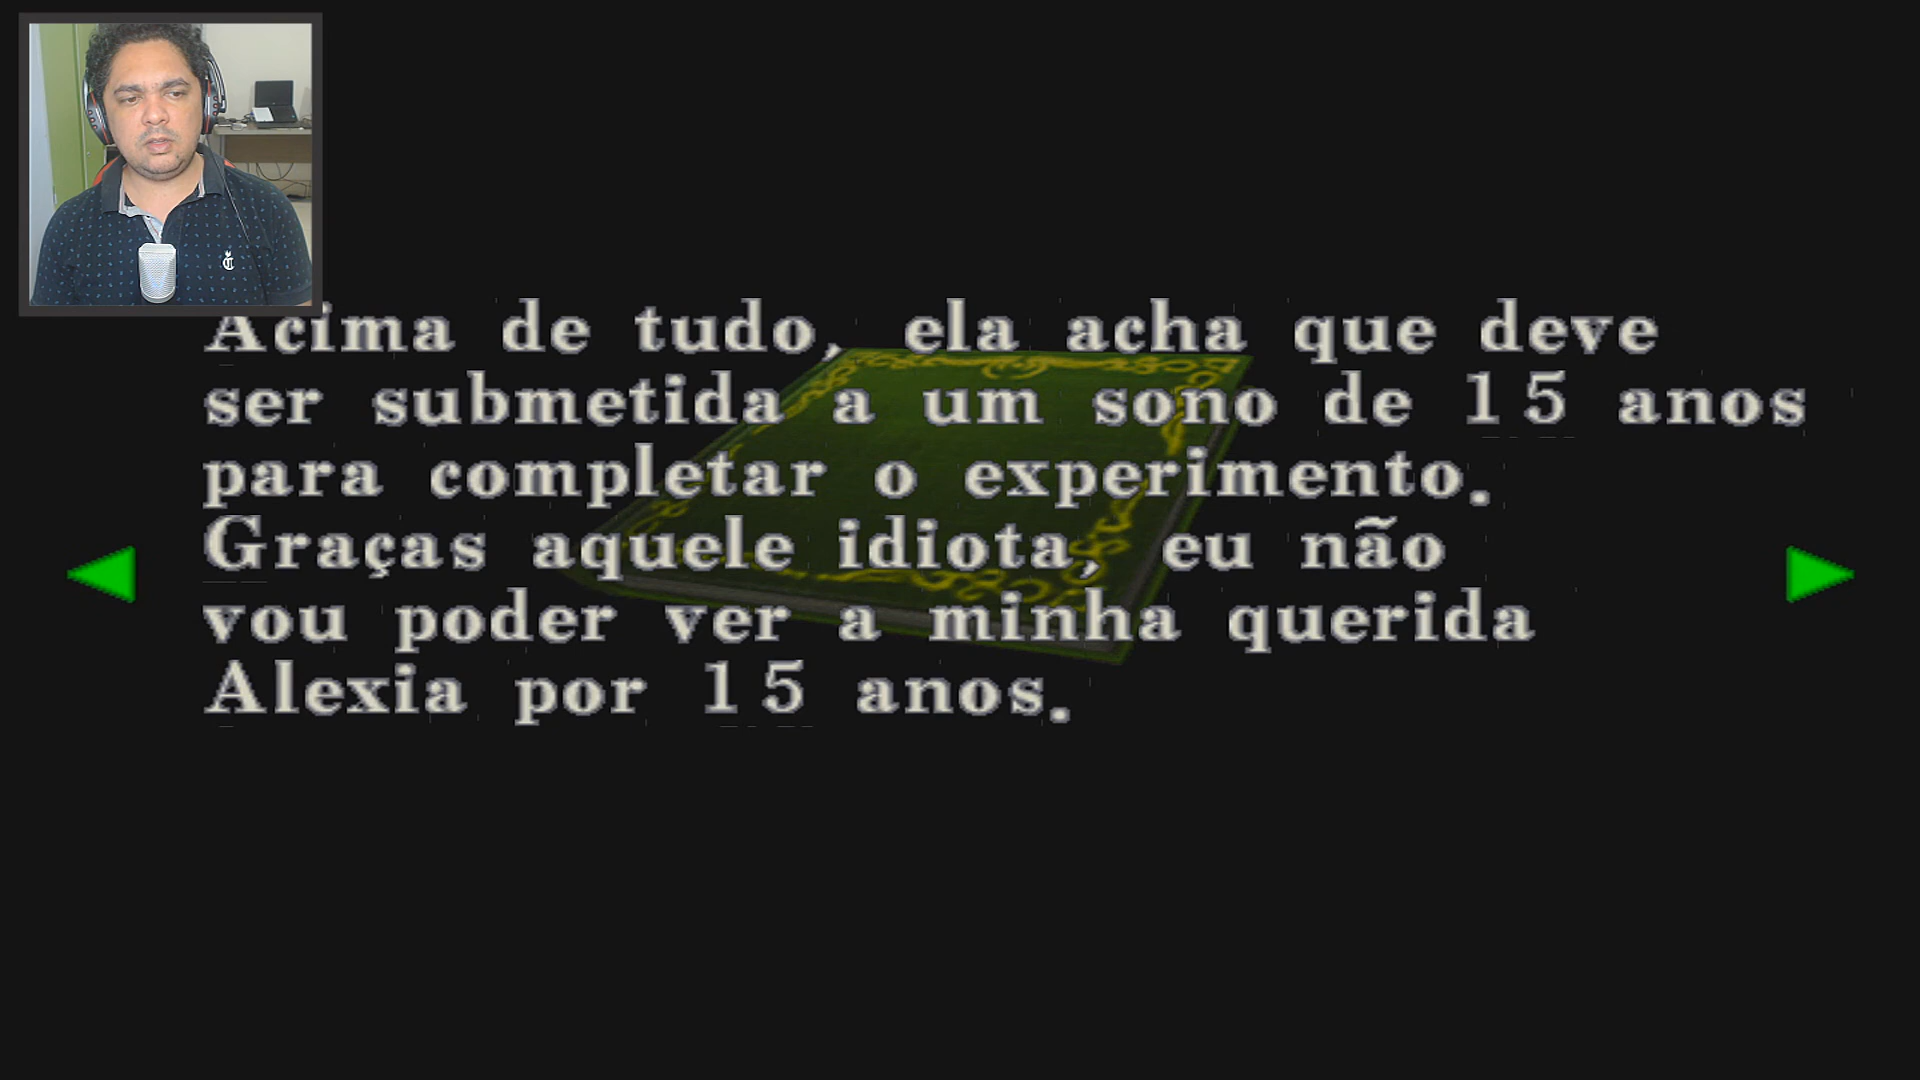 Acima de tudo, ela acha que deve
ser submetida a um sono de 15 anos
para completar o experimento.
Graças aquele idiota, eu não
vou poder ver a minha querida
Alexia por 15 anos.